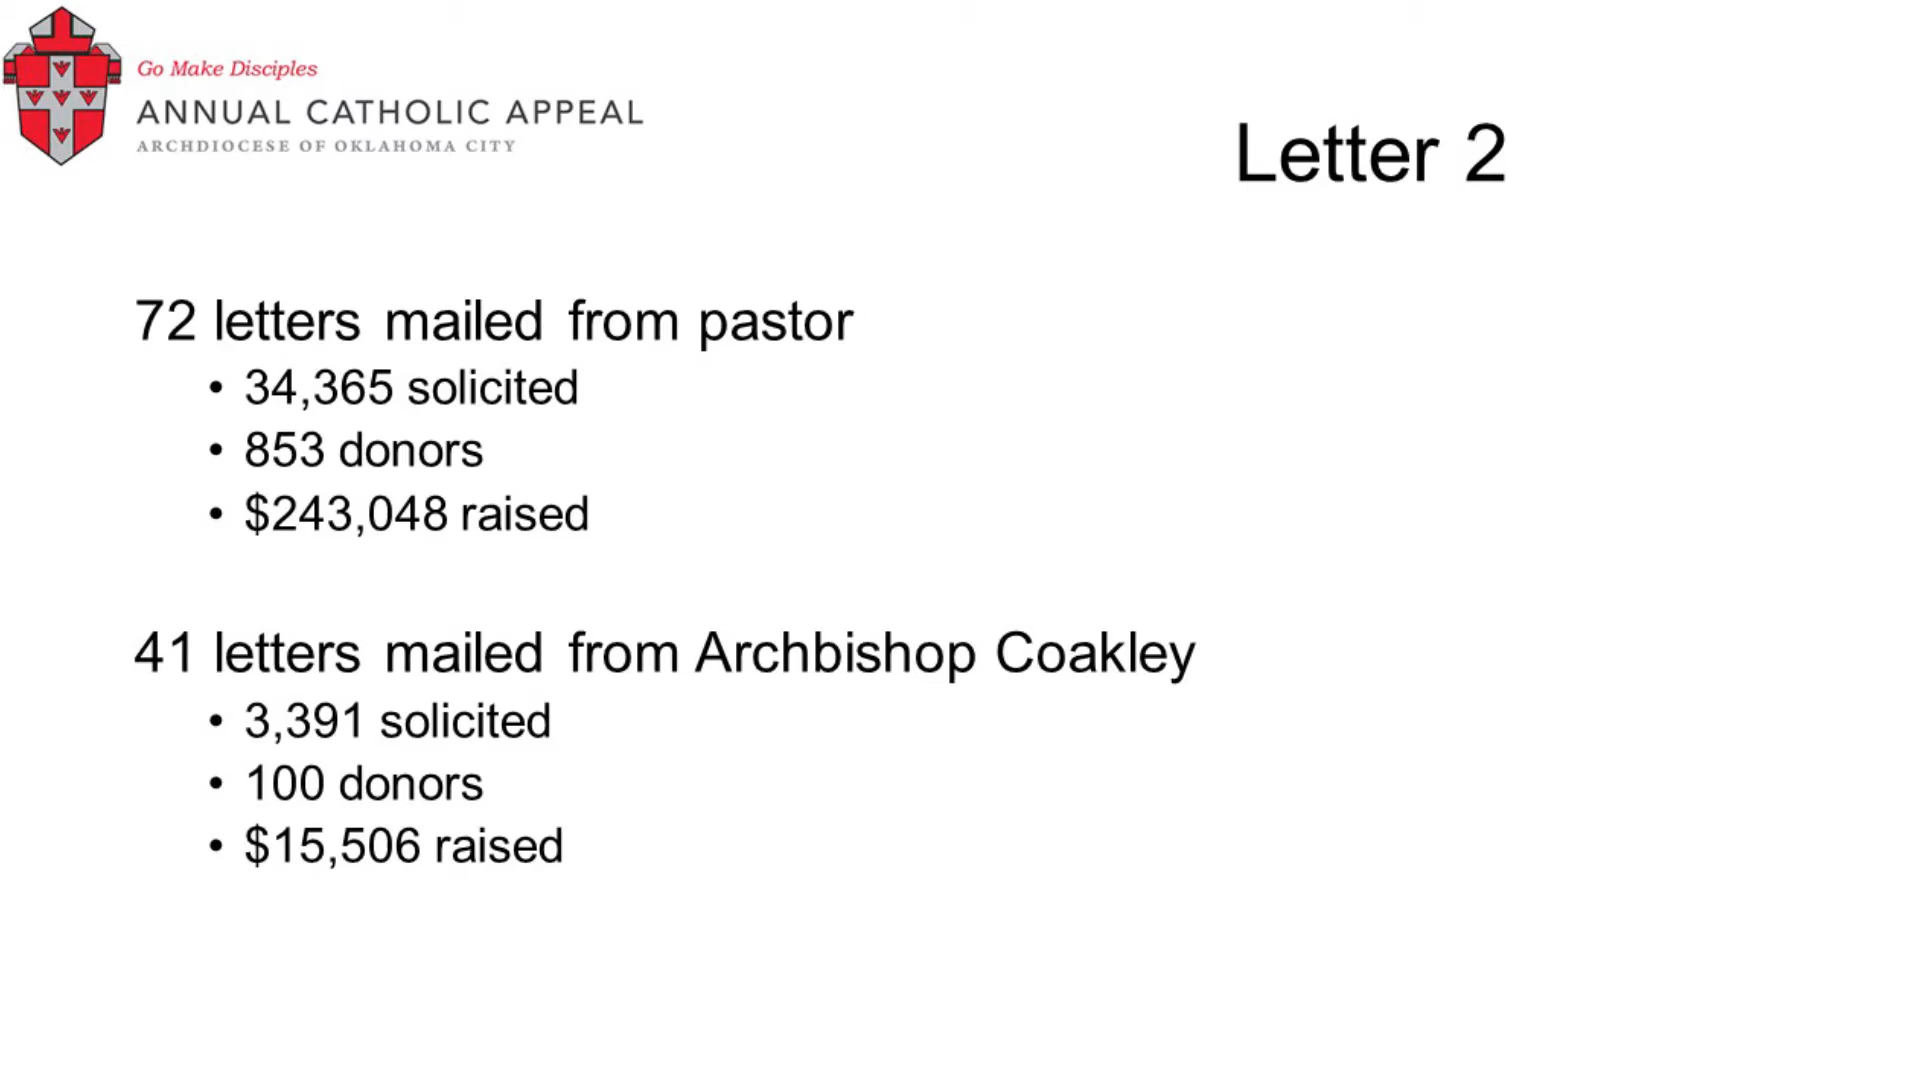 Go Make Disciples
ANNUAL CATHOLIC APPEAL
ARCHDIOCESE OF OKLAHOMA CITY
Letter 2
72 letters mailed from pastor
• 34,365 solicited
• 853 donors
• $243,048 raised
41 letters mailed from Archbishop Coakley
• 3,391 solicited
• 100 donors
• $15,506 raised